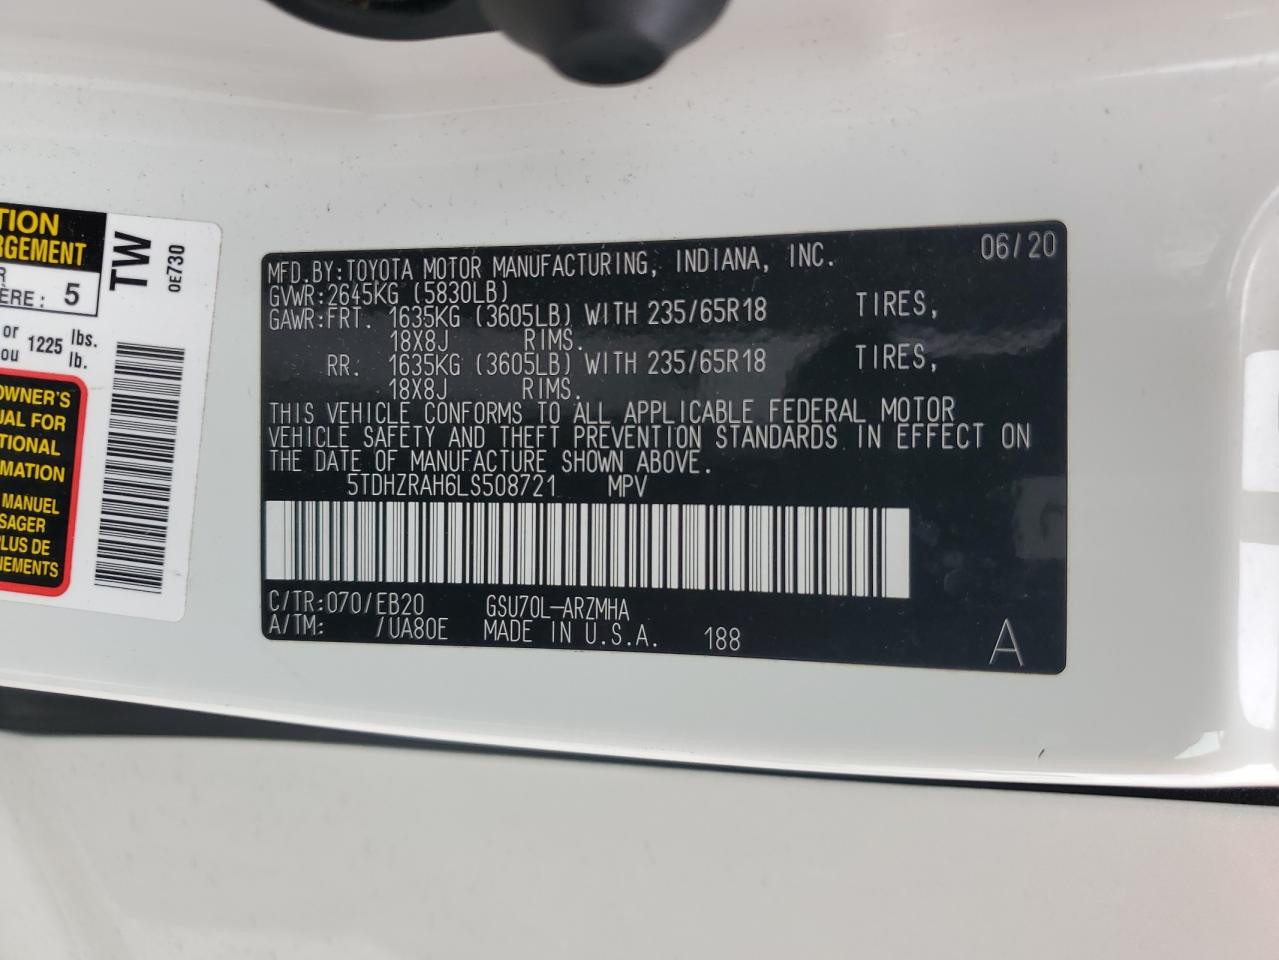 TION
RGEMENT
R
ÈRE: 5
or 1225 lbs.
ou lb.
OWNER'S
UAL FOR
TIONAL
MATION
MANUEL
SAGER
PLUS DE
NEMENTS
TW
0E730
06/20
MFD.BY:TOYOTA MOTOR MANUFACTURING, INDIANA, INC.
GVWR:2645KG (5830LB)
GAWR:FRT. 1635KG (3605LB) WITH 235/65R18 TIRES,
18X8J RIMS.
RR. 1635KG (3605LB) WITH 235/65R18 TIRES,
18X8J RIMS.
THIS VEHICLE CONFORMS TO ALL APPLICABLE FEDERAL MOTOR
VEHICLE SAFETY AND THEFT PREVENTION STANDARDS IN EFFECT ON
THE DATE OF MANUFACTURE SHOWN ABOVE.
5TDHZRAH6LS508721 MPV
C/TR:070/EB20 GSU70L-ARZMHA
A/TM: /UA80E MADE IN U.S.A. 188
A